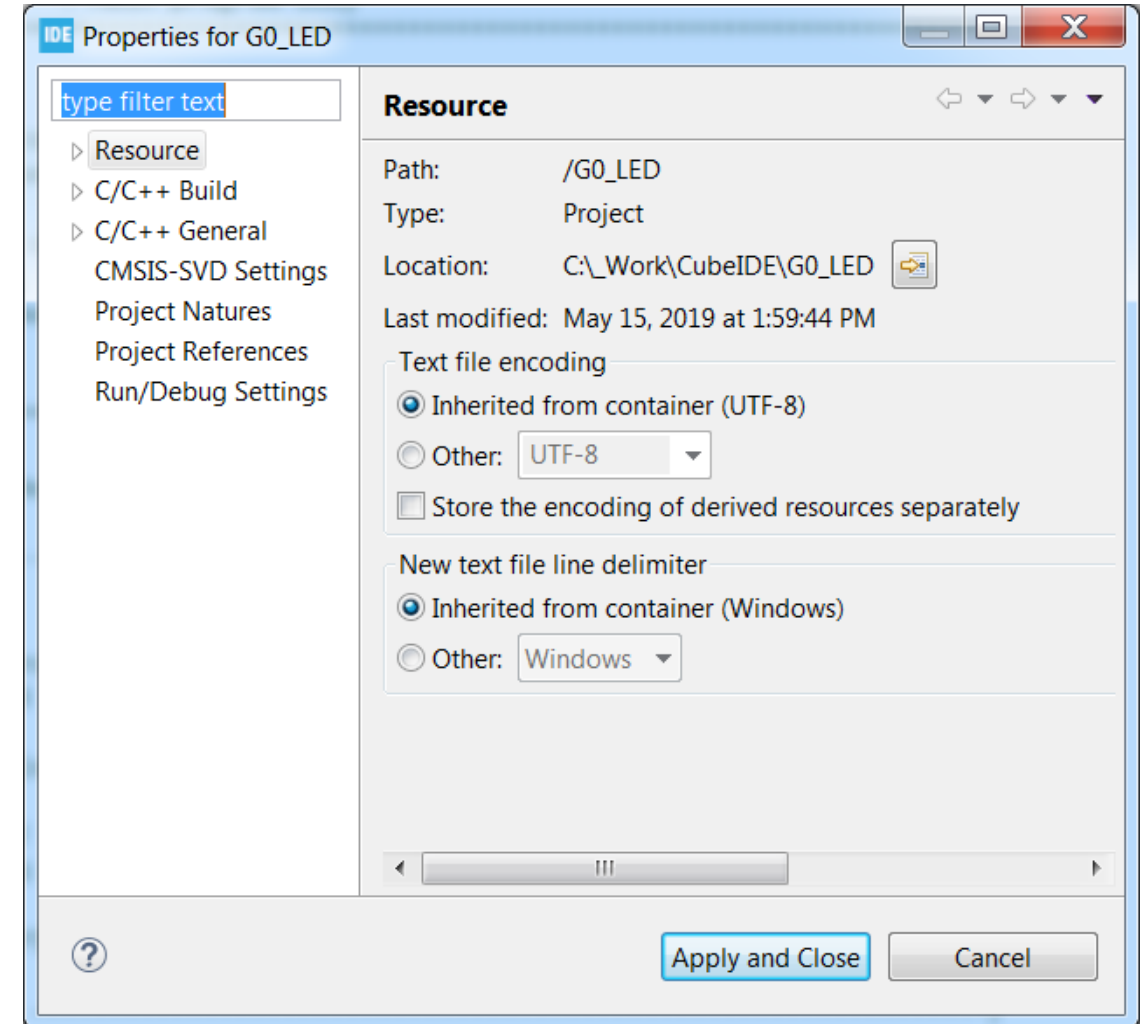 IDE Properties for G0_LED
type filter text
Resource
C/C++ Build
C/C++ General
CMSIS-SVD Settings
Project Natures
Project References
Run/Debug Settings
Resource
Path: /G0_LED
Type: Project
Location: C:\_Work\CubeIDE\G0_LED
Last modified: May 15, 2019 at 1:59:44 PM
Text file encoding
Inherited from container (UTF-8)
Other: UTF-8
Store the encoding of derived resources separately
New text file line delimiter
Inherited from container (Windows)
Other: Windows
Apply and Close
Cancel